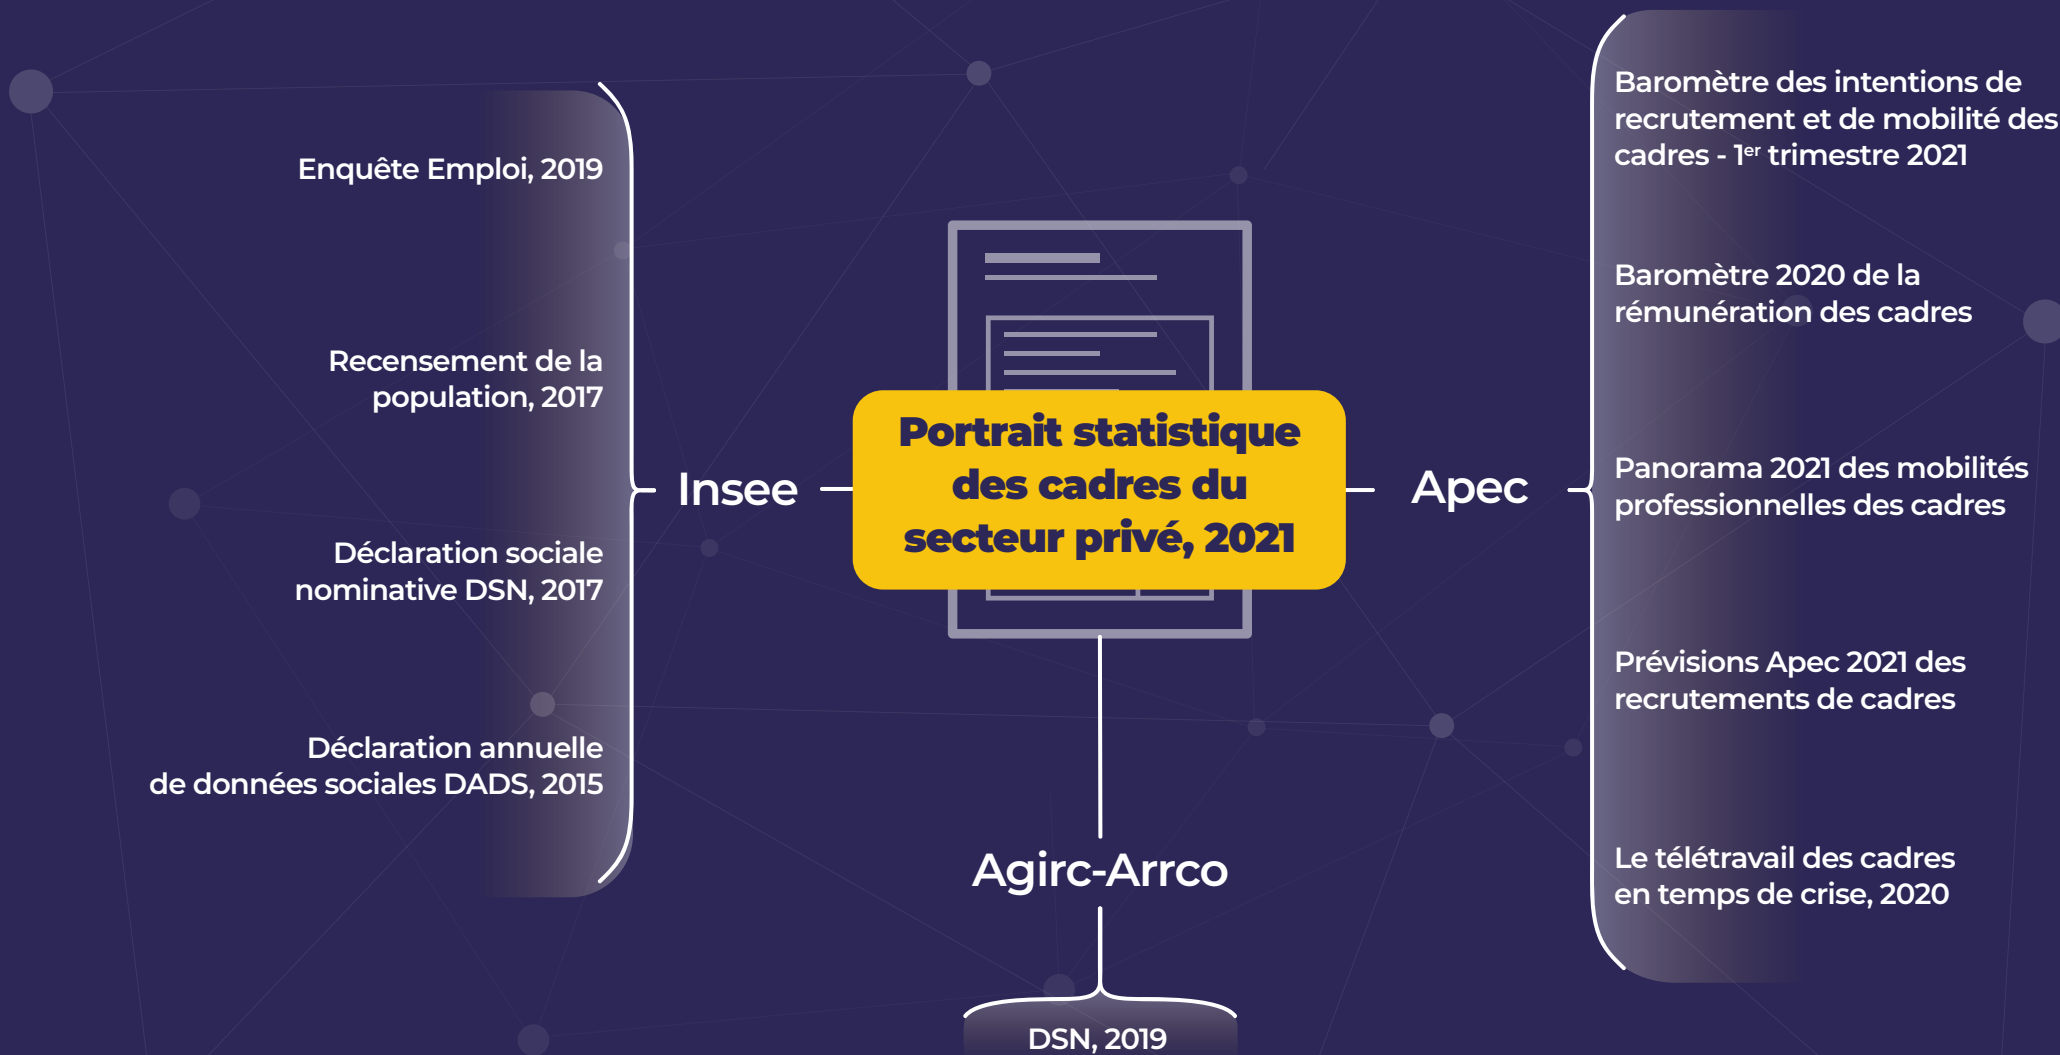 Enquête Emploi, 2019
Recensement de la
population, 2017
Déclaration sociale
nominative DSN, 2017
Déclaration annuelle
de données sociales DADS, 2015
Insee
Portrait statistique
des cadres du
secteur privé, 2021
Apec
Baromètre des intentions de
recrutement et de mobilité des
cadres - 1er trimestre 2021
Baromètre 2020 de la
rémunération des cadres
Panorama 2021 des mobilités
professionnelles des cadres
Prévisions Apec 2021 des
recrutements de cadres
Le télétravail des cadres
en temps de crise, 2020
Agirc-Arrco
DSN, 2019